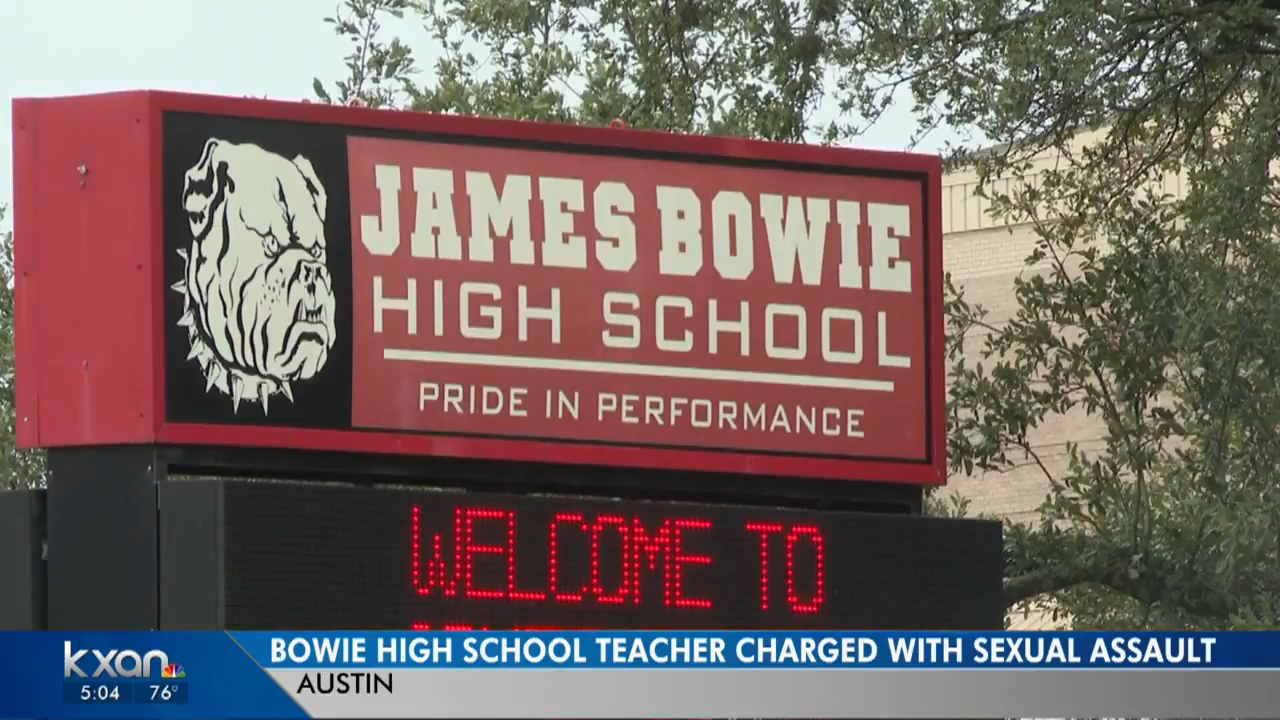 JAMES BOWIE
HIGH SCHOOL
PRIDE IN PERFORMANCE
WELCOME TO
kxan
5:04 76°
BOWIE HIGH SCHOOL TEACHER CHARGED WITH SEXUAL ASSAULT
AUSTIN